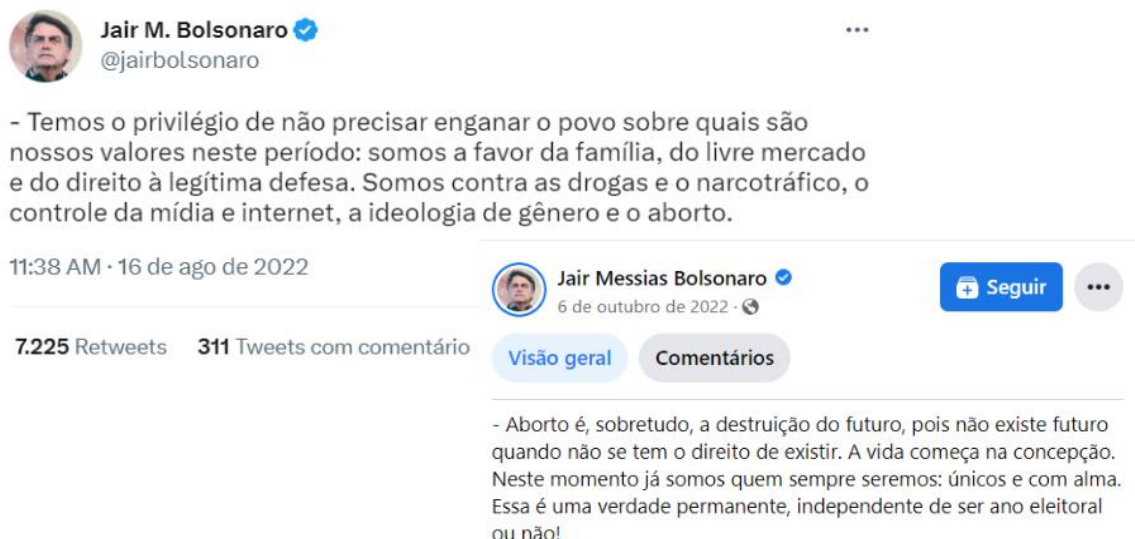 Jair M. Bolsonaro
@jairbolsonaro
- Temos o privilégio de não precisar enganar o povo sobre quais são
nossos valores neste período: somos a favor da família, do livre mercado
e do direito à legítima defesa. Somos contra as drogas e o narcotráfico, o
controle da mídia e internet, a ideologia de gênero e o aborto.
11:38 AM · 16 de ago de 2022
7.225 Retweets 311 Tweets com comentário
Jair Messias Bolsonaro
Seguir
6 de outubro de 2022 ·
Visão geral
Comentários
- Aborto é, sobretudo, a destruição do futuro, pois não existe futuro
quando não se tem o direito de existir. A vida começa na concepção.
Neste momento já somos quem sempre seremos: únicos e com alma.
Essa é uma verdade permanente, independente de ser ano eleitoral
ou não!